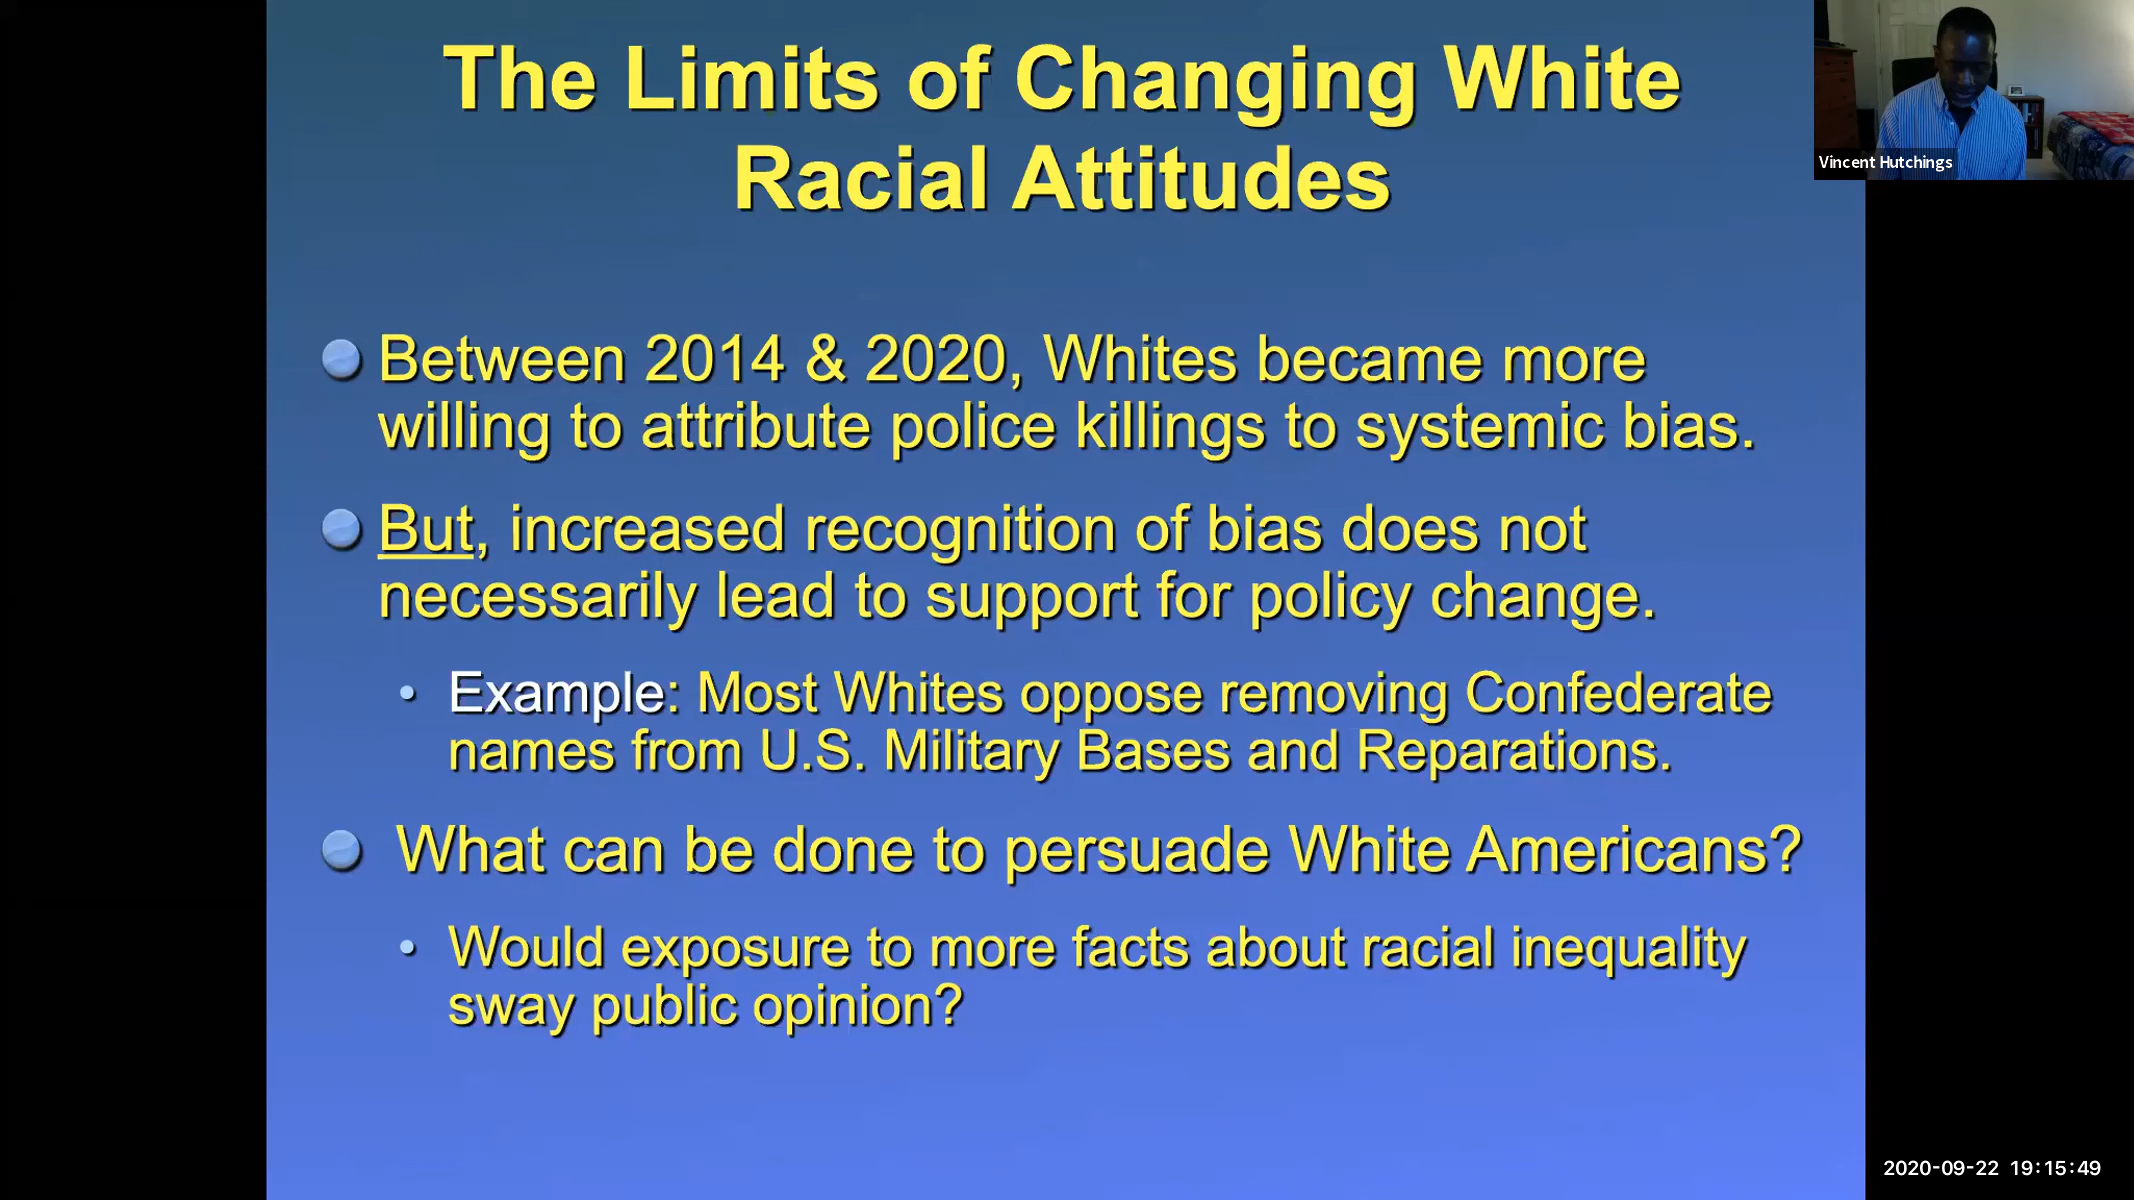 The Limits of Changing White
Racial Attitudes
Vincent Hutchings
Between 2014 & 2020, Whites became more
willing to attribute police killings to systemic bias.
But, increased recognition of bias does not
necessarily lead to support for policy change.
• Example: Most Whites oppose removing Confederate
names from U.S. Military Bases and Reparations.
What can be done to persuade White Americans?
• Would exposure to more facts about racial inequality
sway public opinion?
2020-09-22 19:15:49